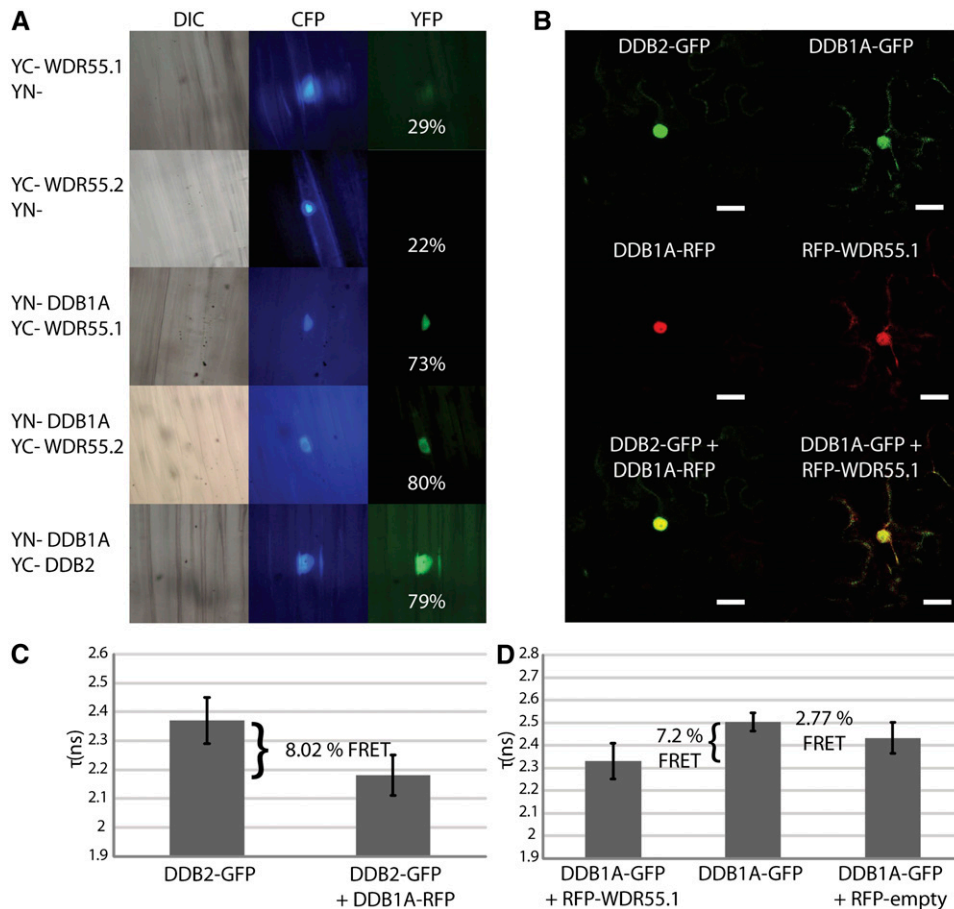 A
DIC
CFP
YFP
YC- WDR55.1
YN-
29%
YC- WDR55.2
YN-
22%
YN- DDB1A
YC- WDR55.1
73%
YN- DDB1A
YC- WDR55.2
80%
YN- DDB1A
YC- DDB2
79%
B
DDB2-GFP
DDB1A-GFP
DDB1A-RFP
RFP-WDR55.1
DDB2-GFP +
DDB1A-RFP
DDB1A-GFP +
RFP-WDR55.1
C
τ(ns)
2.6
2.5
2.4
2.3
2.2
2.1
2
1.9
8.02 % FRET
DDB2-GFP
DDB2-GFP
+ DDB1A-RFP
D
τ(ns)
2.8
2.7
2.6
2.5
2.4
2.3
2.2
2.1
2
1.9
7.2 %
FRET
2.77 %
FRET
DDB1A-GFP
+ RFP-WDR55.1
DDB1A-GFP
DDB1A-GFP
+ RFP-empty